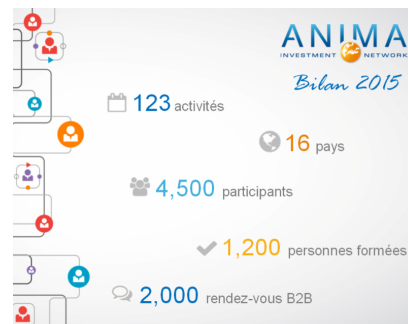 ANIMA
INVESTMENT NETWORK
Bilan 2015
123 activités
16 pays
4,500 participants
1,200 personnes formées
2,000 rendez-vous B2B